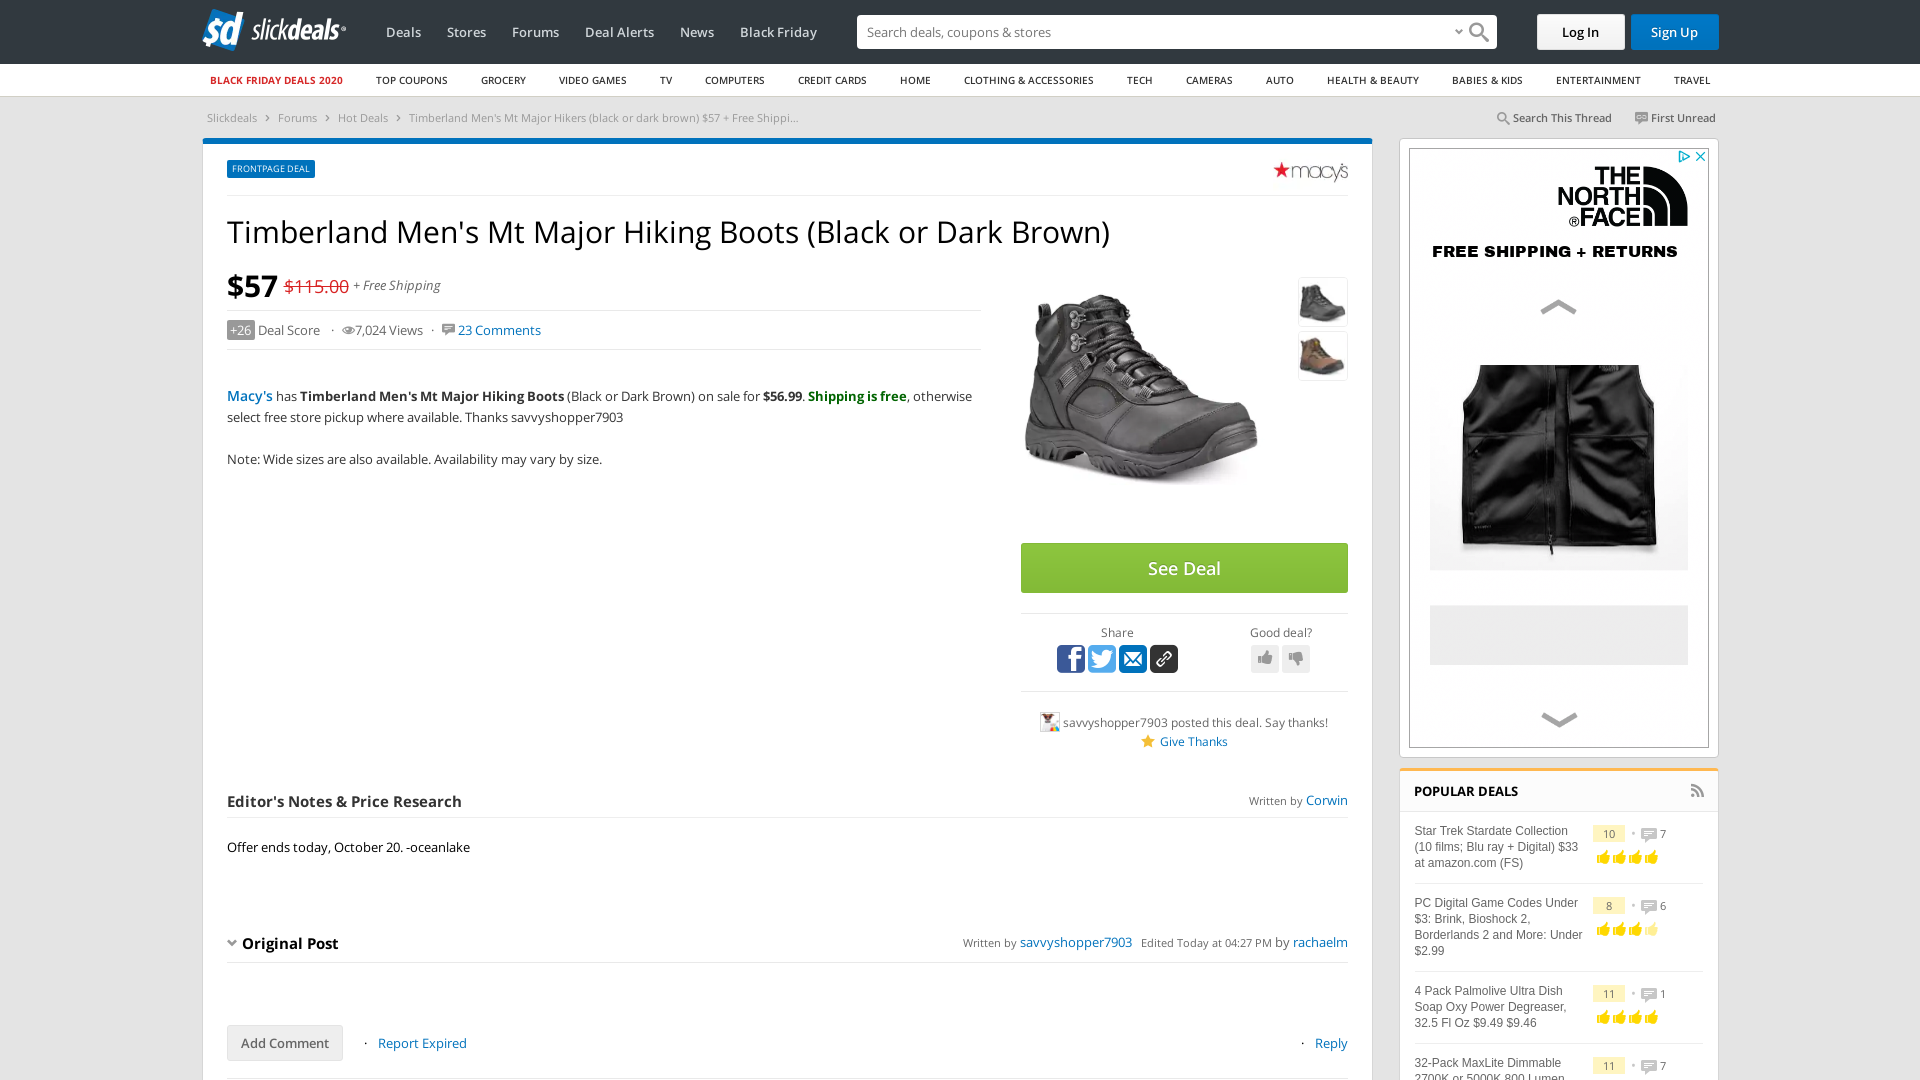 sd slickdeals
Deals Stores Forums Deal Alerts News Black Friday
Search deals, coupons & shopping
Log In Sign Up
BLACK FRIDAY DEALS 2020 TOP COUPONS GROCERY VIDEO GAMES TV COMPUTERS CREDIT CARDS HOME CLOTHING & ACCESSORIES TECH CAMERAS AUTO HEALTH & BEAUTY BABIES & KIDS ENTERTAINMENT TRAVEL
Slickdeals › Forums › Hot Deals › Timberland Men's Mt Major Hikers (black or dark brown) $57 + Free Shippi...
Search This Thread First Unread
FRONTPAGE DEAL
macy's
Timberland Men's Mt Major Hiking Boots (Black or Dark Brown)
$57 $115.00 + Free Shipping
+26 Deal Score · 7,024 Views · 23 Comments
Macy's has Timberland Men's Mt Major Hiking Boots (Black or Dark Brown) on sale for $56.99. Shipping is free, otherwise
select free store pickup where available. Thanks savvyshopper7903
Note: Wide sizes are also available. Availability may vary by size.
See Deal
Share
Good deal?
savvyshopper7903 posted this deal. Say thanks!
Give Thanks
Editor's Notes & Price Research
Written by Corwin
Offer ends today, October 20. -oceanlake
Original Post
Written by savvyshopper7903 Edited Today at 04:27 PM by rachaelm
Add Comment · Report Expired
· Reply
THE
NORTH
®FACE
FREE SHIPPING + RETURNS
POPULAR DEALS
Star Trek Stardate Collection
(10 films; Blu ray + Digital) $33
at amazon.com (FS)
10 • 7
PC Digital Game Codes Under
$3: Brink, Bioshock 2,
Borderlands 2 and More: Under
$2.99
8 • 6
4 Pack Palmolive Ultra Dish
Soap Oxy Power Degreaser,
32.5 Fl Oz $9.49 $9.46
11 • 1
32-Pack MaxLite Dimmable
2700K or 5000K 800 Lumen
11 • 7